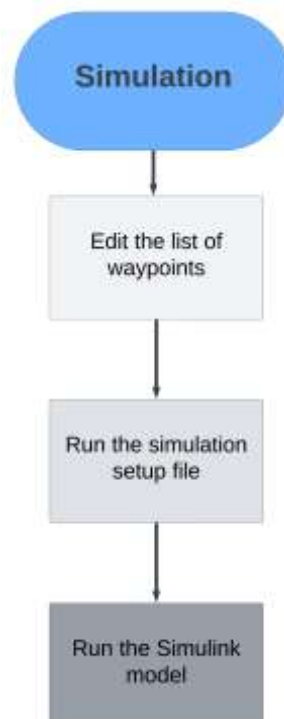 Simulation
Edit the list of
waypoints
Run the simulation
setup file
Run the Simulink
model